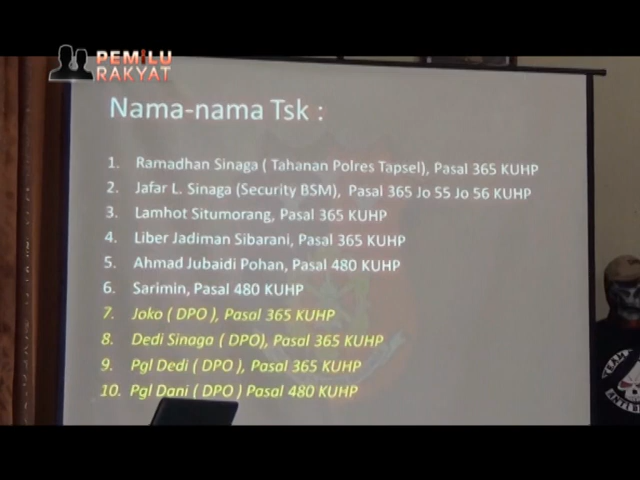 PEMILU
RAKYAT
Nama-nama Tsk :
1. Ramadhan Sinaga ( Tahanan Polres Tapsel), Pasal 365 KUHP
2. Jafar L. Sinaga (Security BSM), Pasal 365 Jo 55 Jo 56 KUHP
3. Lamhot Situmorang, Pasal 365 KUHP
4. Liber Jadiman Sibarani, Pasal 365 KUHP
5. Ahmad Jubaidi Pohan, Pasal 480 KUHP
6. Sarimin, Pasal 480 KUHP
7. Joko ( DPO ), Pasal 365 KUHP
8. Dedi Sinaga ( DPO), Pasal 365 KUHP
9. Pgl Dedi ( DPO ), Pasal 365 KUHP
10. Pgl Dani ( DPO ) Pasal 480 KUHP